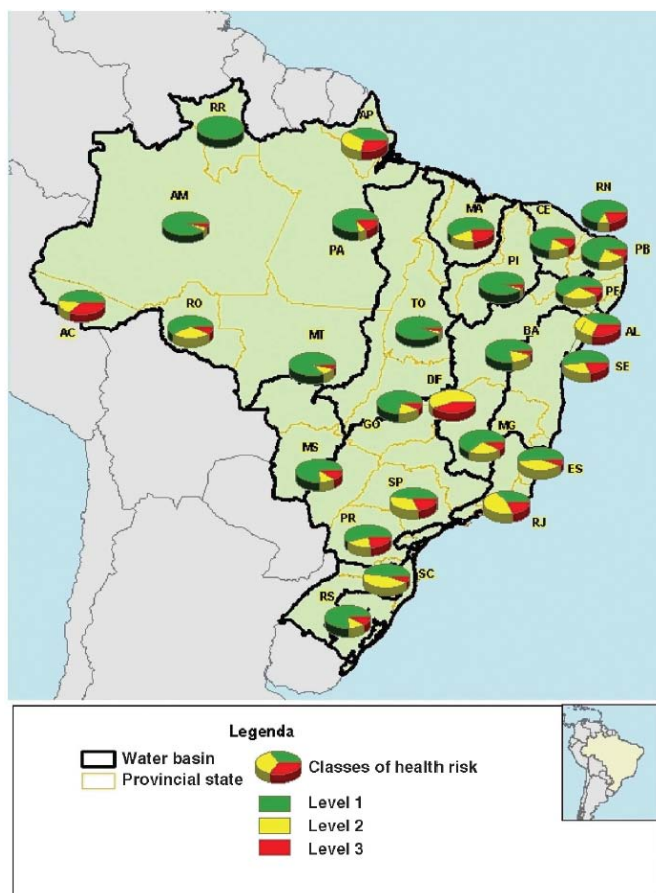 RR
AP
AM
PA
MA
CE
RN
PB
PI
PE
AC
RO
MT
TO
BA
AL
SE
DF
GO
MS
MG
ES
SP
RJ
PR
SC
RS
Legenda
Water basin
Provincial state
Classes of health risk
Level 1
Level 2
Level 3